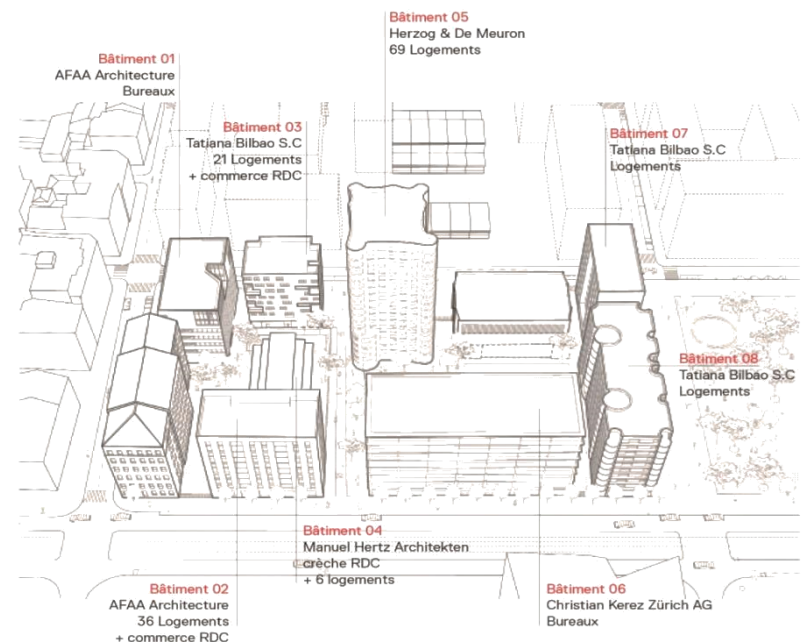 Bâtiment 05
Herzog & De Meuron
69 Logements
Bâtiment 01
AFAA Architecture
Bureaux
Bâtiment 03
Tatiana Bilbao S.C
21 Logements
+ commerce RDC
Bâtiment 07
Tatiana Bilbao S.C
Logements
Bâtiment 08
Tatiana Bilbao S.C
Logements
Bâtiment 04
Manuel Hertz Architekten
crèche RDC
+ 6 logements
Bâtiment 02
AFAA Architecture
36 Logements
+ commerce RDC
Bâtiment 06
Christian Kerez Zürich AG
Bureaux